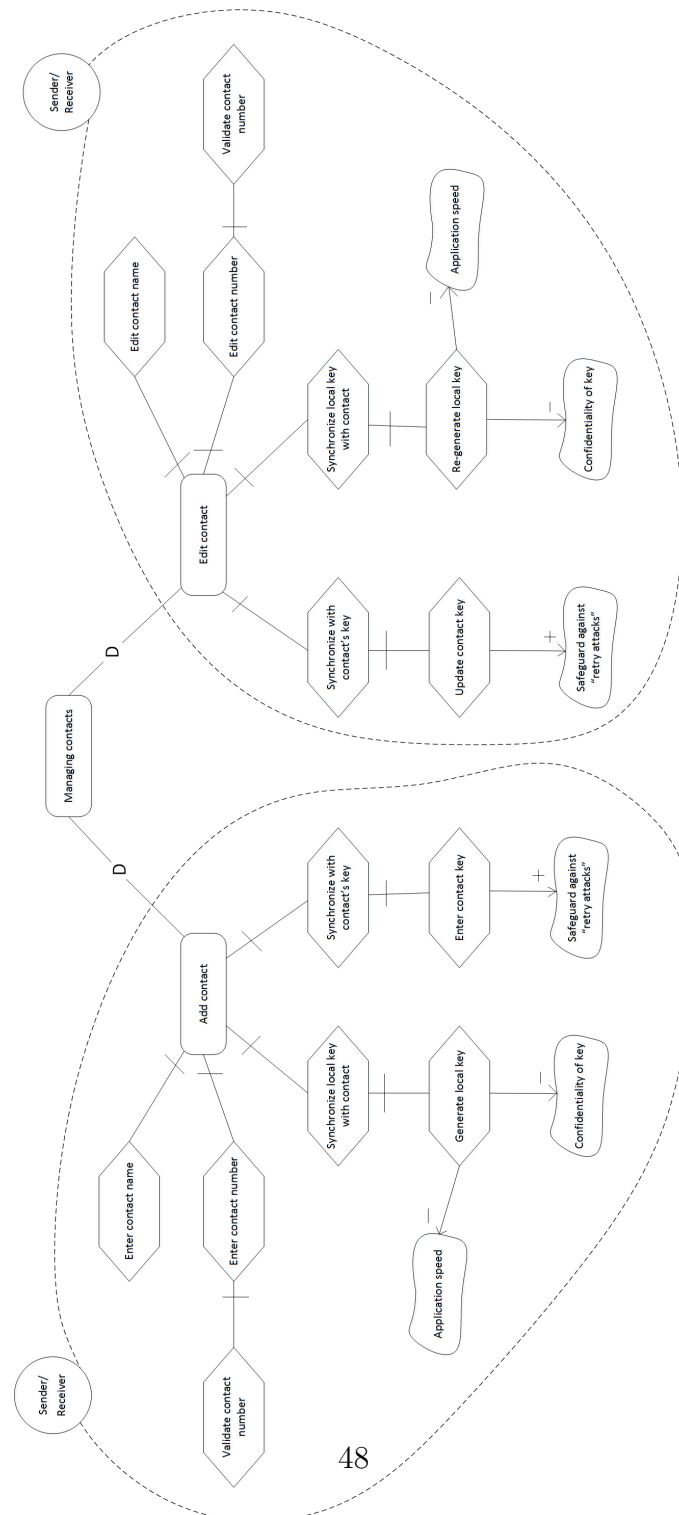 Sender/
Receiver
Sender/
Receiver
Managing contacts
D
D
Add contact
Edit contact
Enter contact name
Enter contact number
Validate contact
number
Synchronize local key
with contact
Synchronize with
contact's key
Generate local key
Enter contact key
Application speed
–
Confidentiality of key
–
Safeguard against
“retry attacks”
+
Edit contact name
Edit contact number
Validate contact
number
Synchronize with
contact's key
Synchronize local key
with contact
Update contact key
Re-generate local key
Safeguard against
“retry attacks”
+
Confidentiality of key
–
Application speed
–
48